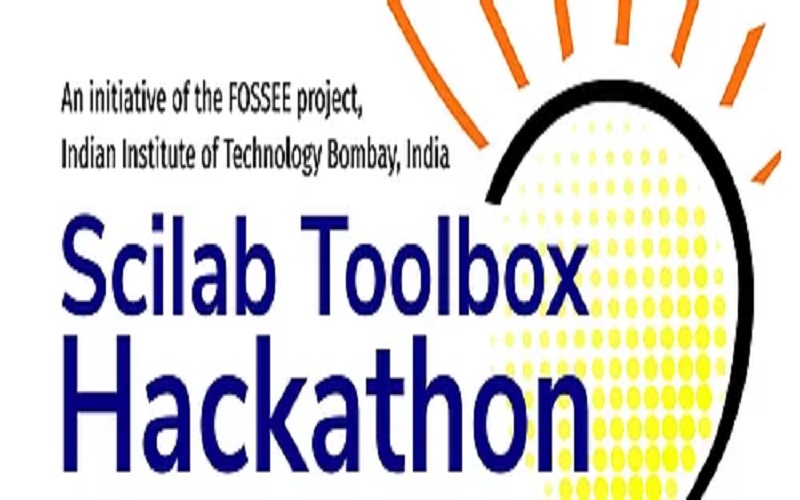 An initiative of the FOSSEE project,
Indian Institute of Technology Bombay, India
Scilab Toolbox
Hackathon